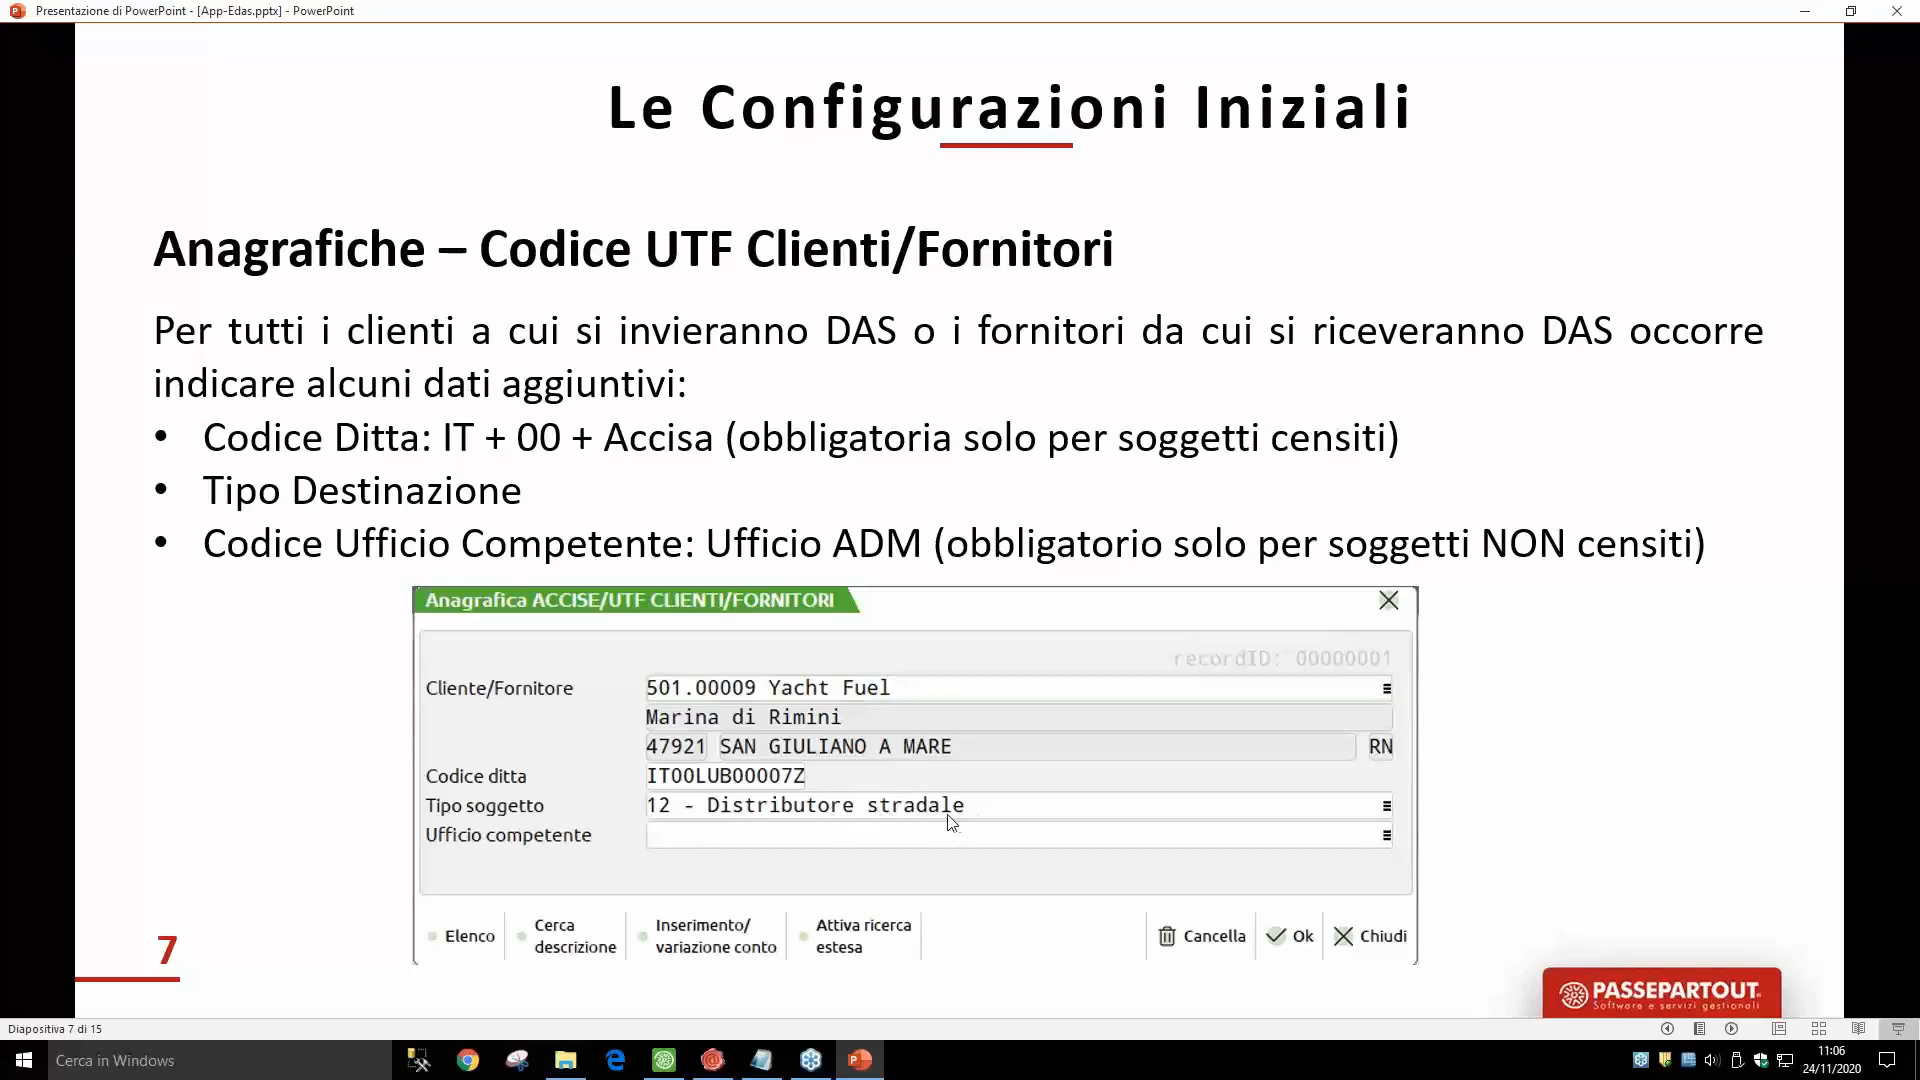 Presentazione di PowerPoint - [App-Edas.pptx] - PowerPoint
Le Configurazioni Iniziali
Anagrafiche – Codice UTF Clienti/Fornitori
Per tutti i clienti a cui si invieranno DAS o i fornitori da cui si riceveranno DAS occorre
indicare alcuni dati aggiuntivi:
• Codice Ditta: IT + 00 + Accisa (obbligatoria solo per soggetti censiti)
• Tipo Destinazione
• Codice Ufficio Competente: Ufficio ADM (obbligatorio solo per soggetti NON censiti)
Anagrafica ACCISE/UTF CLIENTI/FORNITORI
recordID: 00000001
Cliente/Fornitore 501.00009 Yacht Fuel
Marina di Rimini
47921 SAN GIULIANO A MARE RN
Codice ditta IT00LUB00007Z
Tipo soggetto 12 - Distributore stradale
Ufficio competente
Elenco
Cerca
descrizione
Inserimento/
variazione conto
Attiva ricerca
estesa
Cancella
Ok
Chiudi
7
PASSEPARTOUT
Software e servizi gestionali
Diapositiva 7 di 15
Cerca in Windows
11:06
24/11/2020